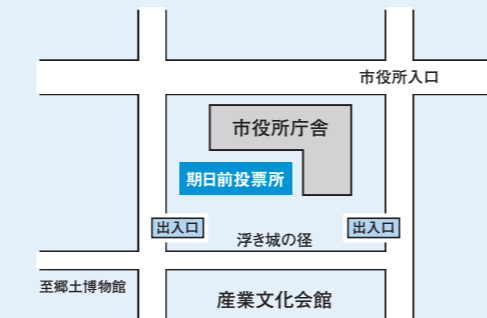 市役所入口
市役所庁舎
期日前投票所
出入口
出入口
浮き城の径
至郷土博物館
産業文化会館